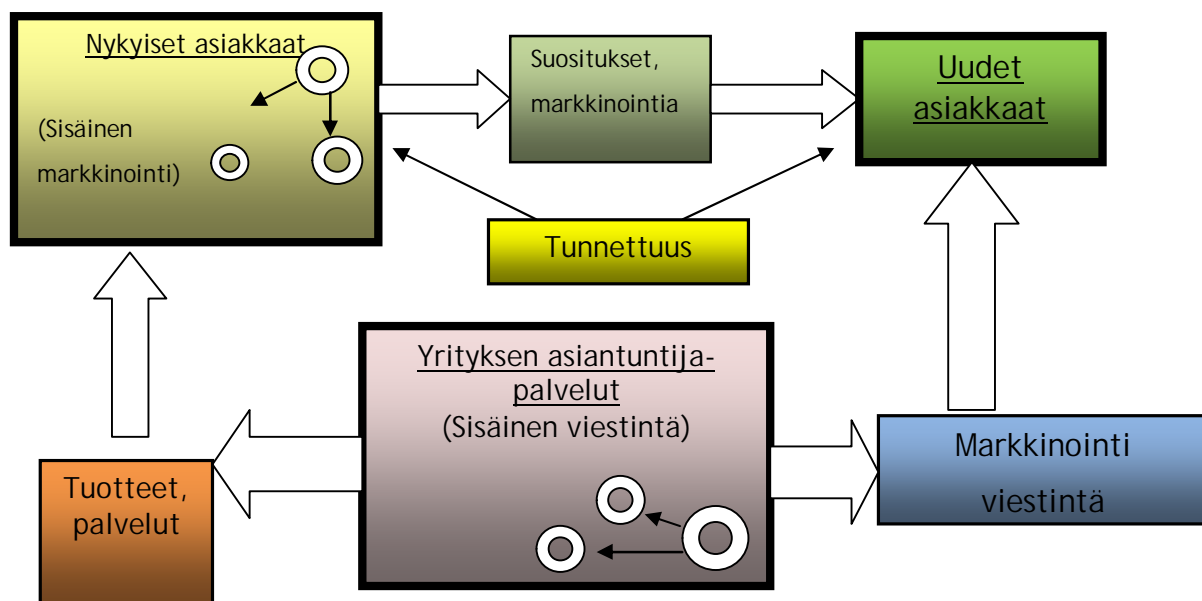 Nykyiset asiakkaat
(Sisäinen
markkinointi)
Suositukset,
markkinointia
Uudet
asiakkaat
Tunnettuus
Yrityksen asiantuntija-
palvelut
(Sisäinen viestintä)
Tuotteet,
palvelut
Markkinointi
viestintä